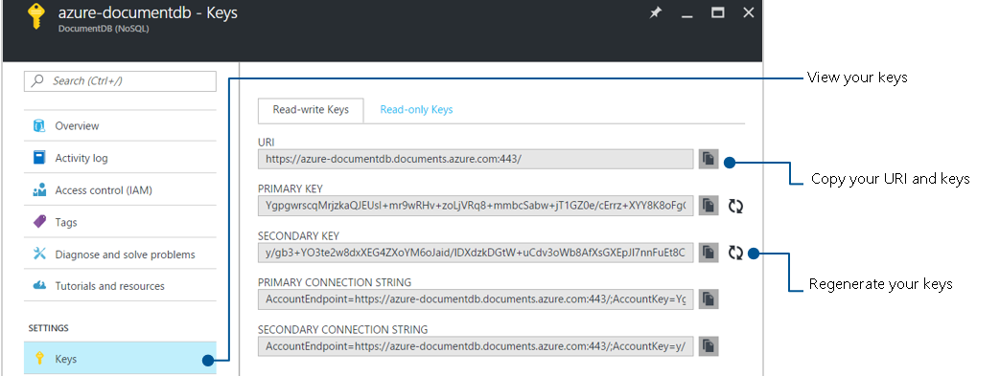 azure-documentdb - Keys
DocumentDB (NoSQL)
Search (Ctrl+/)
Overview
Activity log
Access control (IAM)
Tags
Diagnose and solve problems
Tutorials and resources
SETTINGS
Keys
Read-write Keys
Read-only Keys
URI
https://azure-documentdb.documents.azure.com:443/
PRIMARY KEY
YgpgwrscqMrjzkaQJEUsI+mr9wRHv+zoLjVRq8+mmbcSabw+jT1GZ0e/cErrz+XYY8K8oFgC
SECONDARY KEY
y/gb3+YO3te2w8dxXEG4ZXoYM6oJaid/IDXdzkDGtW+uCdv3oWb8AfXsGXEpJI7nnFuEt8C
PRIMARY CONNECTION STRING
AccountEndpoint=https://azure-documentdb.documents.azure.com:443/;AccountKey=Yg
SECONDARY CONNECTION STRING
AccountEndpoint=https://azure-documentdb.documents.azure.com:443/;AccountKey=y/
View your keys
Copy your URI and keys
Regenerate your keys